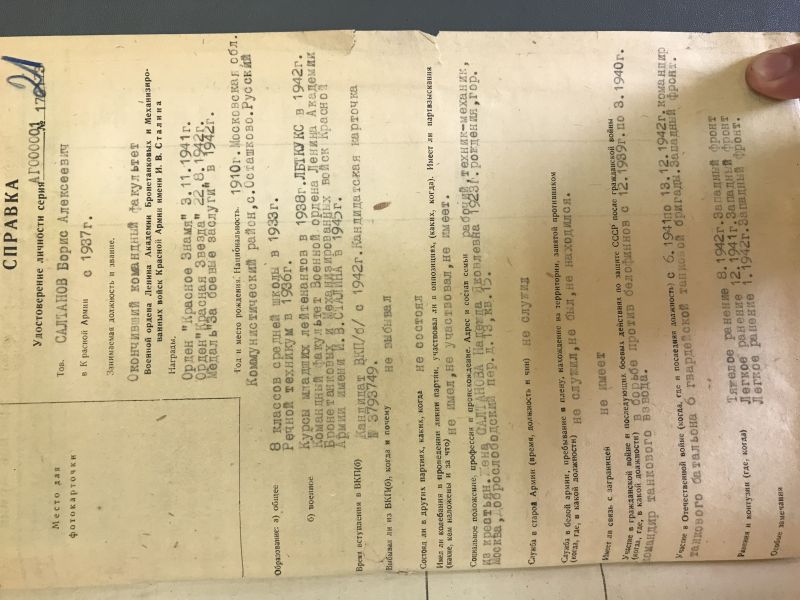 Место для
фотокарточки
21
СПРАВКА
Удостоверение личности серия АГ000001 №
Тов. САЛТАНОВ Борис Алексеевич
в Красной Армии с 1937г.
Занимаемая должность и звание.
Окончивший командный факультет
Военной ордена Ленина Академии Бронетанковых и Механизиро-
ванных войск Красной Армии имени И. В. Сталина
Награды.
Орден "Красное Знамя" 3.11.1941г.
Орден"Красная Звезда" 22.8.1942г.
Медаль"За боевые заслуги" в 1942г.
Год и место рождения. Национальность 1910г.Московская обл.
Коммунистический район,с.Осташково.Русский
Образование: а) общее 8 классов средней школы в 1933г.
Речной техникум в 1936г.
б) военное Курсы младших лейтенантов в 1938г.ЛБТКУКС в 1942г.
Командный факультет Военной ордена Ленина Академии
Бронетанковых и Механизированных войск Красной
Армии имени И.В.СТАЛИНА в 1945г.
Время вступления в ВКП(б) Кандидат ВКП/б/ с 1942г.Кандидатская карточка
№ 3793749.
Выбывал ли из ВКП(б), когда и почему не выбывал
Состоял ли в других партиях, каких, когда не состоял
Имел ли колебания в проведении линии партии, участвовал ли в оппозициях, (каких, когда). Имеет ли партвзыскания
(какие, кем наложены и за что) не имел,не участвовал,не имеет.
Социальное положение, профессия и происхождение. Адрес и состав семьи рабочий,техник-механик,
из крестьян.Жена САЛТАНОВА Надежда Яковлевна 1923г.рождения,гор.
Москва,Доброслободский пер.д.13,кв.15.
Служба в старой Армии (время, должность и чин) не служил
Служба в белой армии, пребывание в плену, нахождение на территории, занятой противником
(когда, где, в какой должности) не служил,не был,не находился.
Имеет ли связь с заграницей не имеет
Участие в гражданской войне и последующих боевых действиях по защите СССР после гражданской войны
(когда, где, в какой должности) в борьбе против белофиннов с 12.1939г.по 3.1940г.
командир танкового взвода.
Участие в Отечественной войне (когда, где и последняя должность) с 6.1941по 13.12.1942г.командир
танкового батальона 6 гвардейской танковой бригады.Западный фронт.
Ранения и контузии (где, когда) Тяжелое ранение 8.1942г.Западный фронт
Легкое ранение 12.1941г.Западный фронт
Легкое ранение 1.1942г.Западный фронт.
Особые замечания